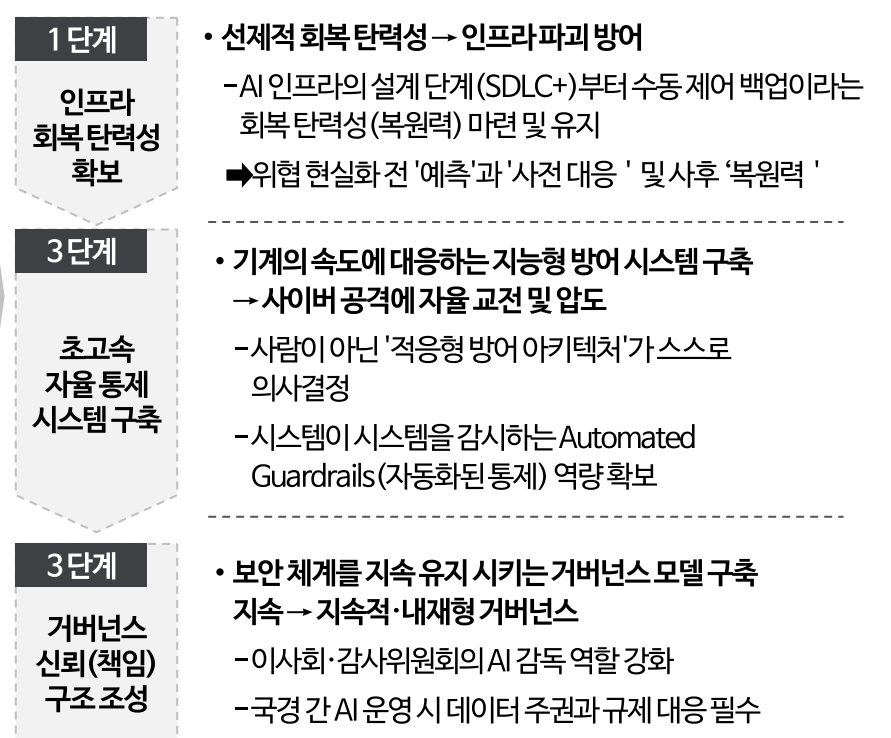 1단계
인프라
회복 탄력성
확보
• 선제적 회복 탄력성 → 인프라 파괴 방어
–AI 인프라의 설계 단계(SDLC+)부터 수동 제어 백업이라는
회복 탄력성(복원력) 마련 및 유지
➡위협 현실화 전 '예측'과 '사전 대응 ' 및 사후 ‘복원력 '
3단계
초고속
자율 통제
시스템 구축
• 기계의 속도에 대응하는 지능형 방어 시스템 구축
→ 사이버 공격에 자율 교전 및 압도
–사람이 아닌 '적응형 방어 아키텍처'가 스스로
의사결정
–시스템이 시스템을 감시하는 Automated
Guardrails(자동화된 통제) 역량 확보
3단계
거버넌스
신뢰(책임)
구조 조성
• 보안 체계를 지속 유지 시키는 거버넌스 모델 구축
지속 → 지속적·내재형 거버넌스
–이사회·감사위원회의 AI 감독 역할 강화
–국경 간 AI 운영 시 데이터 주권과 규제 대응 필수